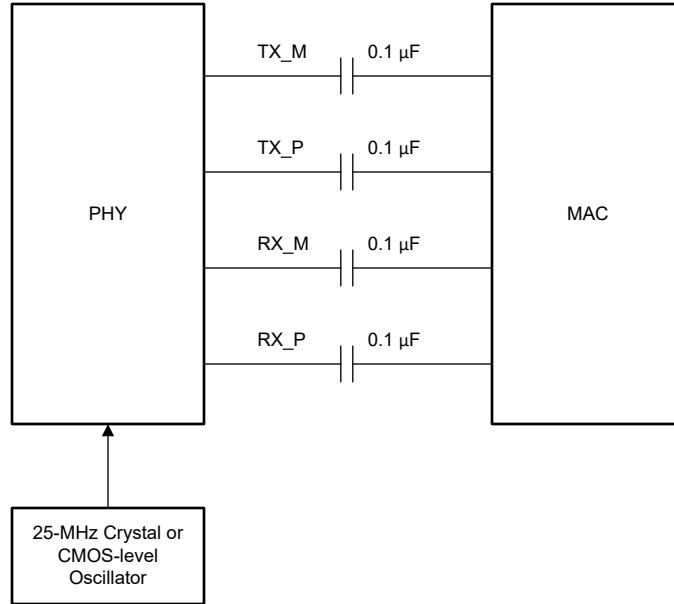 TX_M 0.1 µF
TX_P 0.1 µF
PHY
MAC
RX_M 0.1 µF
RX_P 0.1 µF
25-MHz Crystal or
CMOS-level
Oscillator